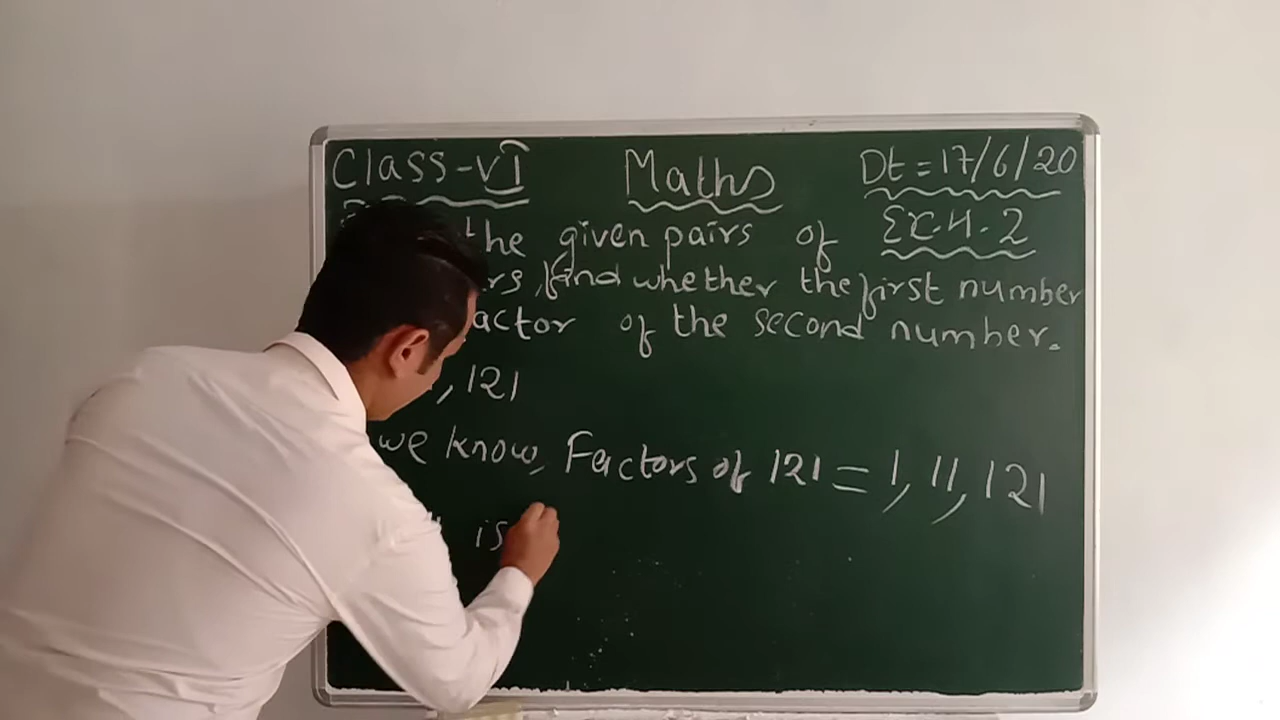 Class-VI Maths Dt = 17/6/20
the given pairs of Ex.4.2
rs, find whether the first number
actor of the second number.
, 121
we know, Factors of 121 = 1, 11, 121
is